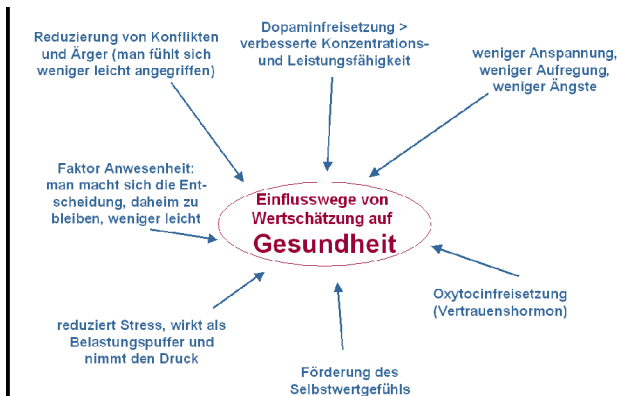 Reduzierung von Konflikten
und Ärger (man fühlt sich
weniger leicht angegriffen)
Dopaminfreisetzung >
verbesserte Konzentrations-
und Leistungsfähigkeit
weniger Anspannung,
weniger Aufregung,
weniger Ängste
Faktor Anwesenheit:
man macht sich die Ent-
scheidung, daheim zu
bleiben, weniger leicht
Einflusswege von
Wertschätzung auf
Gesundheit
Oxytocinfreisetzung
(Vertrauenshormon)
reduziert Stress, wirkt als
Belastungspuffer und
nimmt den Druck
Förderung des
Selbstwertgefühls